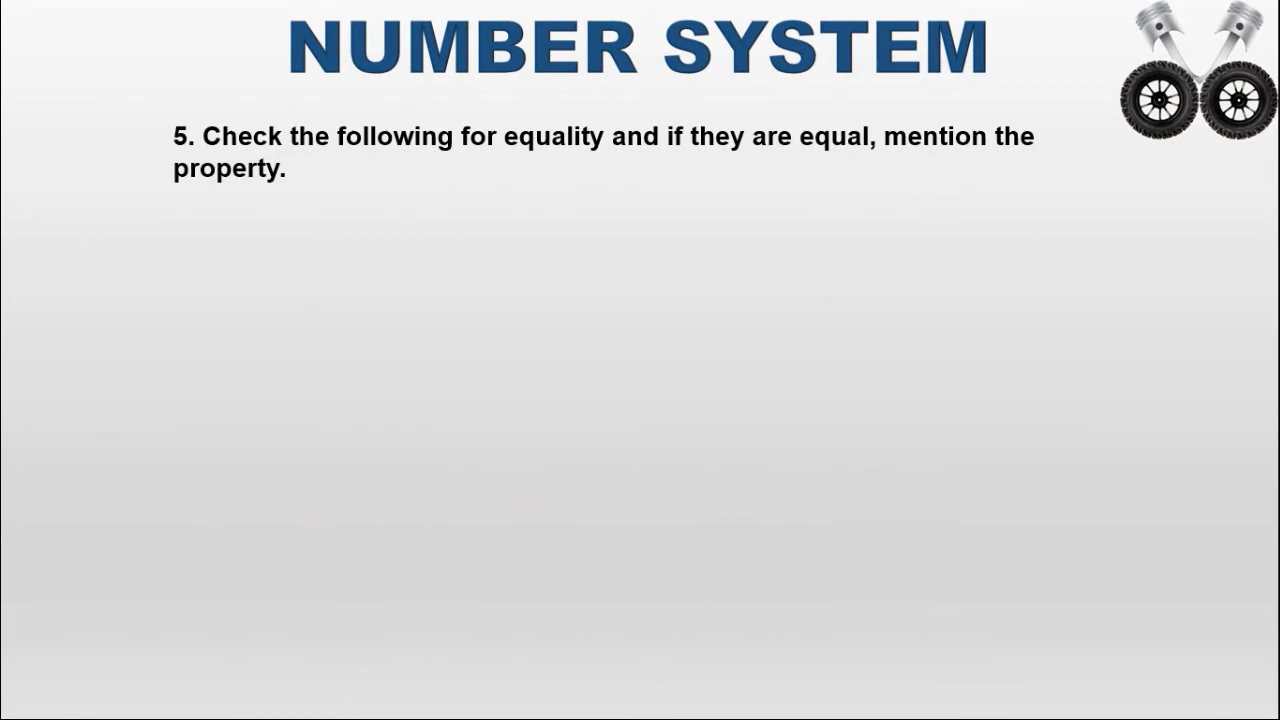 NUMBER SYSTEM
5. Check the following for equality and if they are equal, mention the
property.